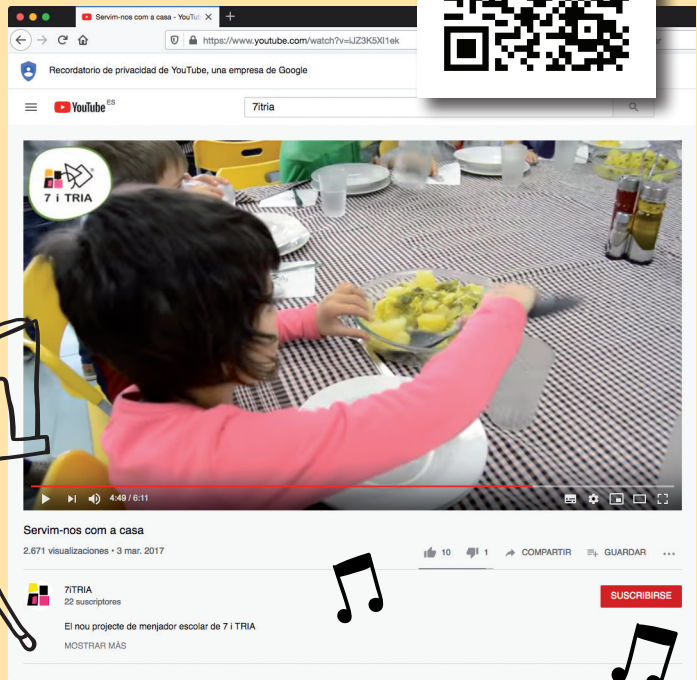 Servim-nos com a casa - YouTub
https://www.youtube.com/watch?v=iJZ3K5XI1ek
Recordatorio de privacidad de YouTube, una empresa de Google
YouTube ES
7itria
7 i TRIA
4:49 / 6:11
Servim-nos com a casa
2.671 visualizaciones • 3 mar. 2017
10 1 COMPARTIR GUARDAR
7iTRIA
22 suscriptores
SUSCRIBIRSE
El nou projecte de menjador escolar de 7 i TRIA
MOSTRAR MÁS